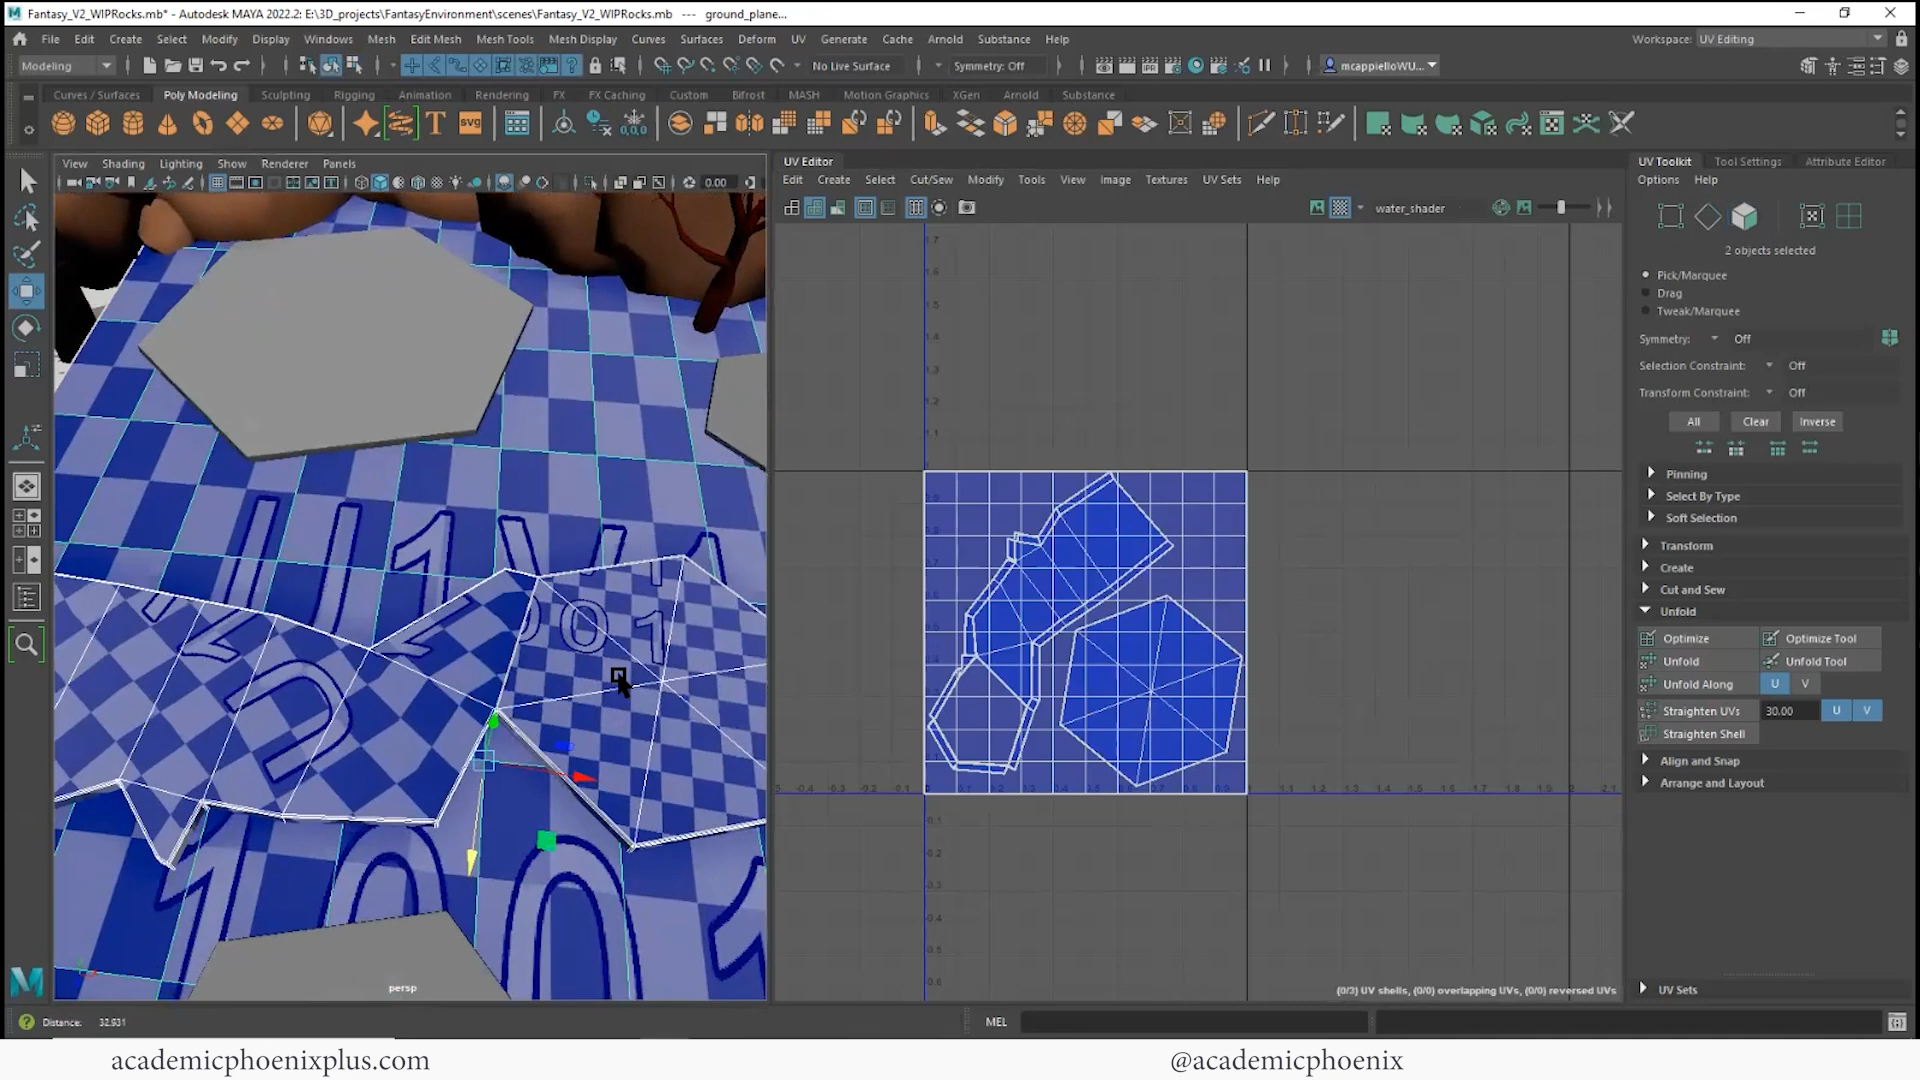 Fantasy_V2_WIPRocks.mb* - Autodesk MAYA 2022.2: E:\3D_projects\FantasyEnvironment\scenes\Fantasy_V2_WIPRocks.mb --- ground_plane...
File Edit Create Select Modify Display Windows Mesh Edit Mesh Mesh Tools Mesh Display Curves Surfaces Deform UV Generate Cache Arnold Substance Help
Workspace: UV Editing
Modeling
No Live Surface
Symmetry: Off
mcappielloWU...
Curves / Surfaces Poly Modeling Sculpting Rigging Animation Rendering FX FX Caching Custom Bifrost MASH Motion Graphics XGen Arnold Substance
View Shading Lighting Show Renderer Panels
0.00
UV Editor
Edit Create Select Cut/Sew Modify Tools View Image Textures UV Sets Help
water_shader
UV Toolkit Tool Settings Attribute Editor
Options Help
2 objects selected
Pick/Marquee
Drag
Tweak/Marquee
Symmetry: Off
Selection Constraint: Off
Transform Constraint: Off
All Clear Inverse
Pinning
Select By Type
Soft Selection
Transform
Create
Cut and Sew
Unfold
Optimize Optimize Tool
Unfold Unfold Tool
Unfold Along U V
Straighten UVs 30.00 U V
Straighten Shell
Align and Snap
Arrange and Layout
UV Sets
persp
(0/3) UV shells, (0/0) overlapping UVs, (0/0) reversed UVs
Distance: 32.931
MEL
academicphoenixplus.com
@academicphoenix